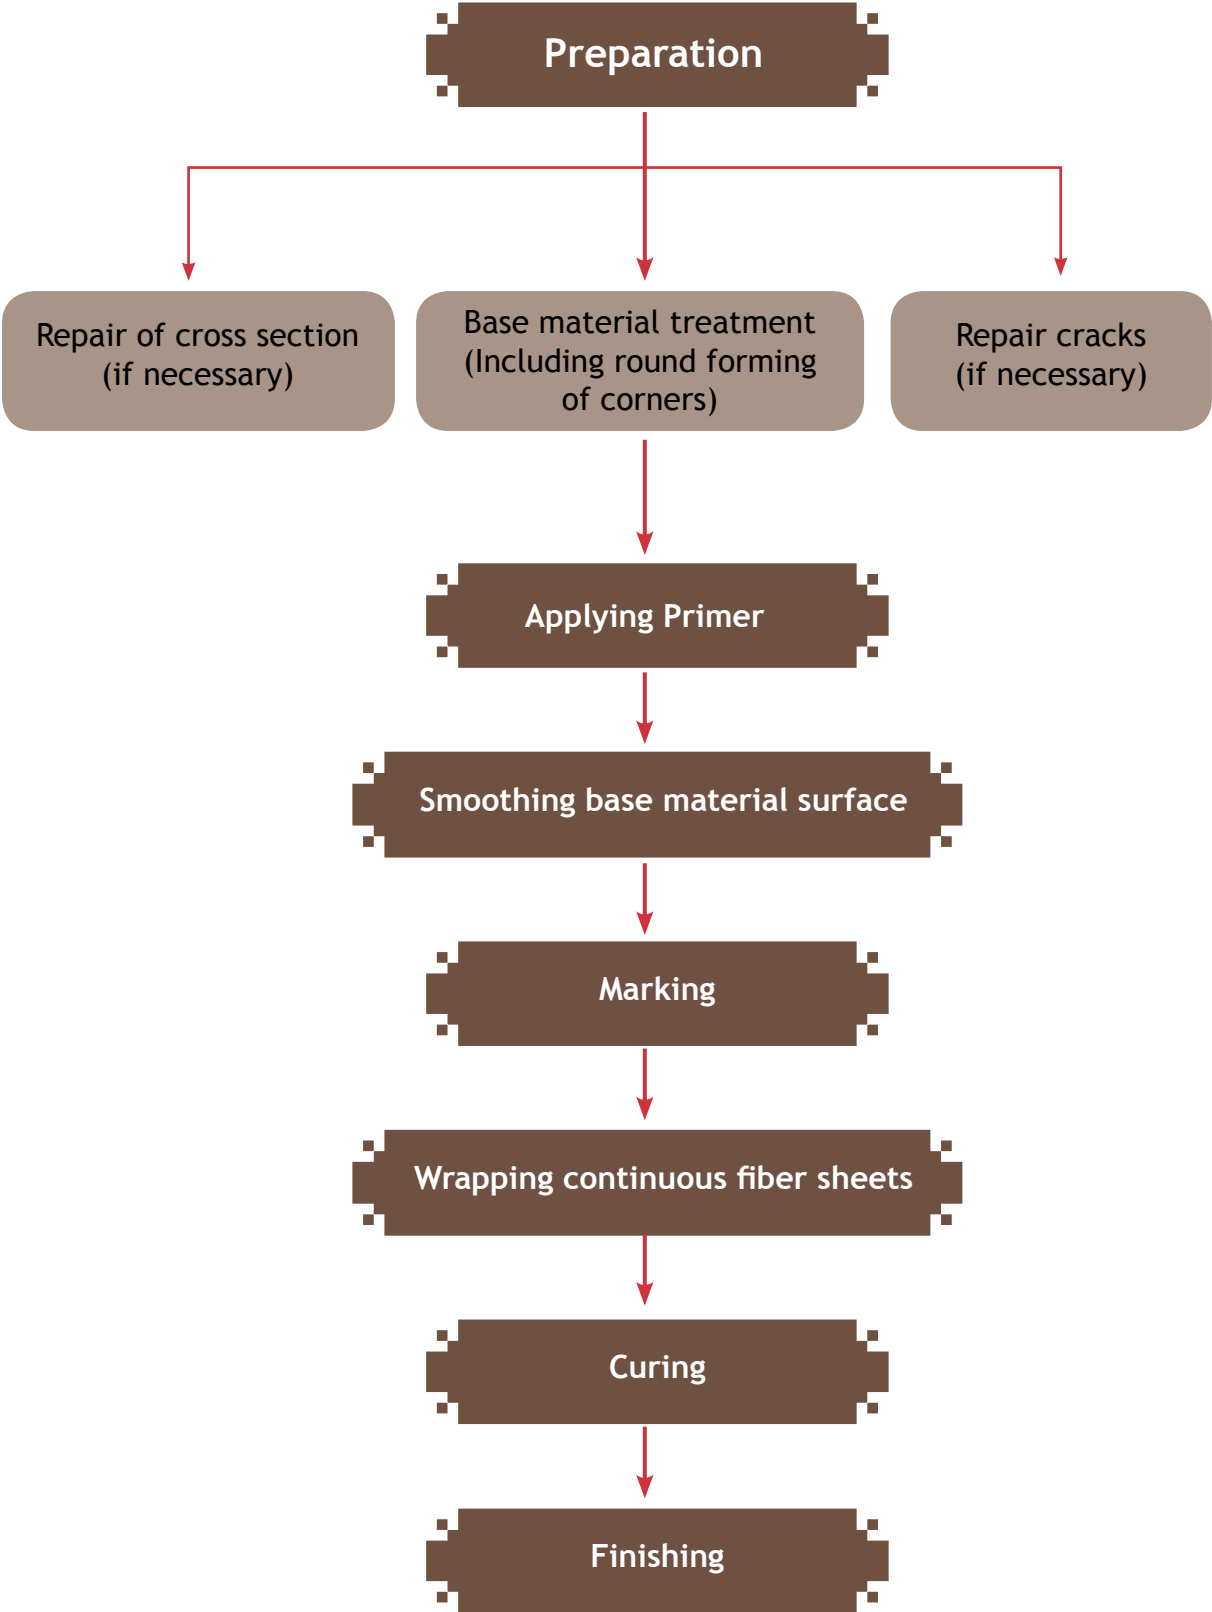 Preparation
Repair of cross section
(if necessary)
Base material treatment
(Including round forming
of corners)
Repair cracks
(if necessary)
Applying Primer
Smoothing base material surface
Marking
Wrapping continuous fiber sheets
Curing
Finishing